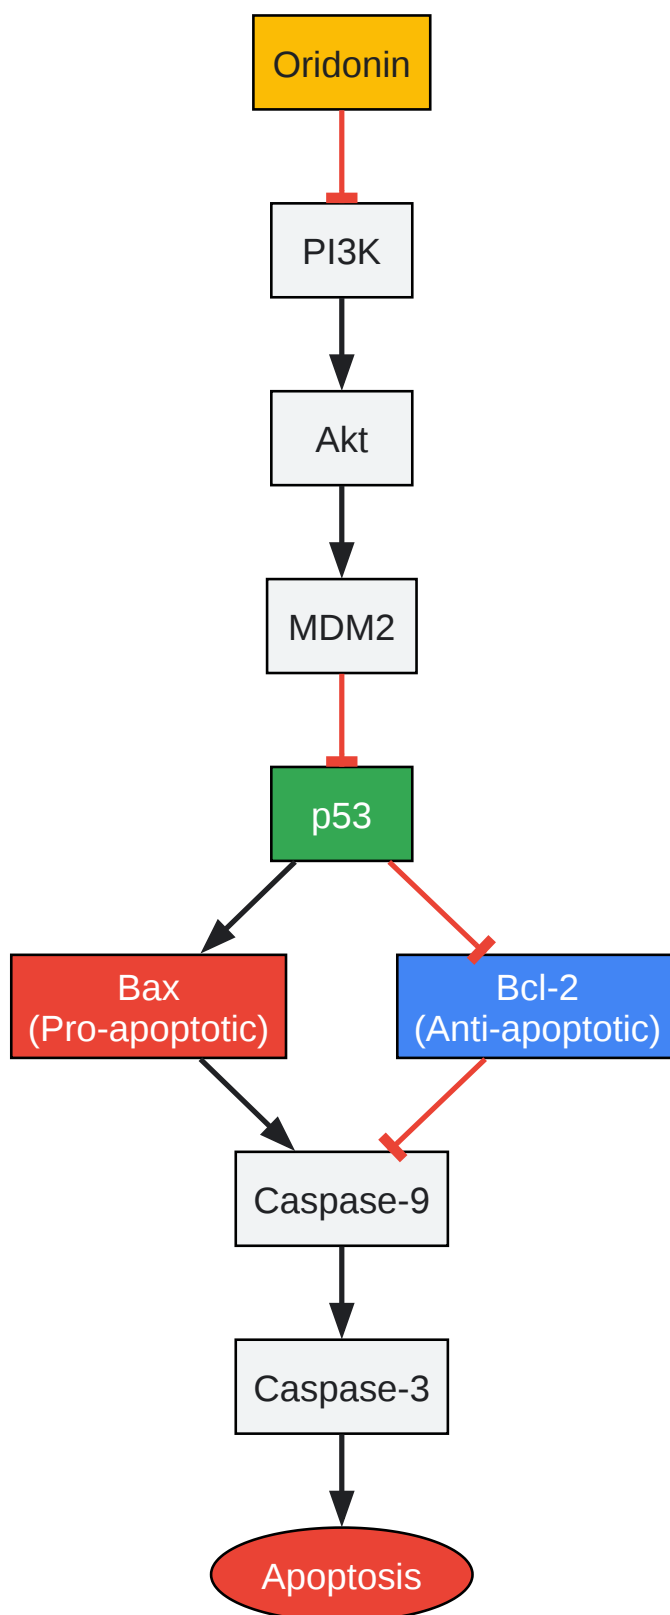 Oridonin
PI3K
Akt
MDM2
p53
Bax
(Pro-apoptotic)
Bcl-2
(Anti-apoptotic)
Caspase-9
Caspase-3
Apoptosis